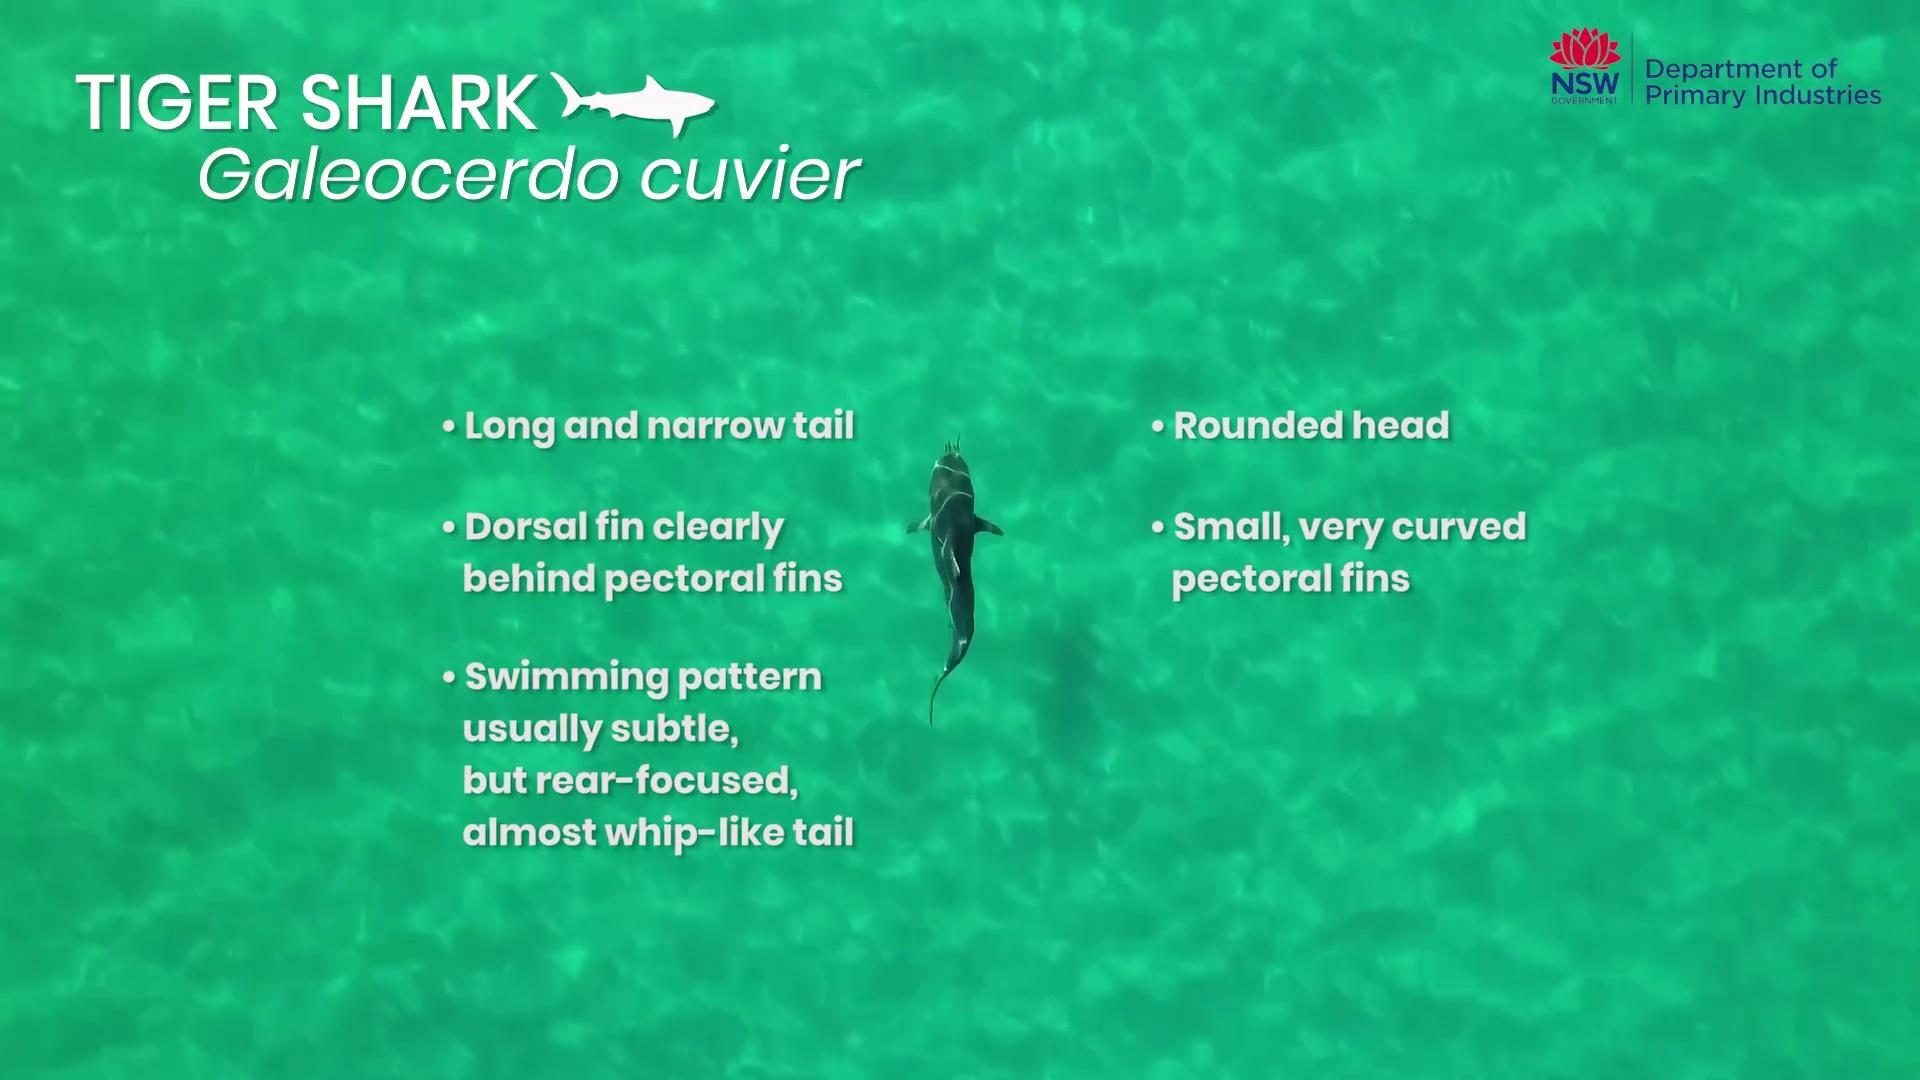 TIGER SHARK
Galeocerdo cuvier
NSW
GOVERNMENT
Department of
Primary Industries
• Long and narrow tail
• Dorsal fin clearly
behind pectoral fins
• Swimming pattern
usually subtle,
but rear-focused,
almost whip-like tail
• Rounded head
• Small, very curved
pectoral fins